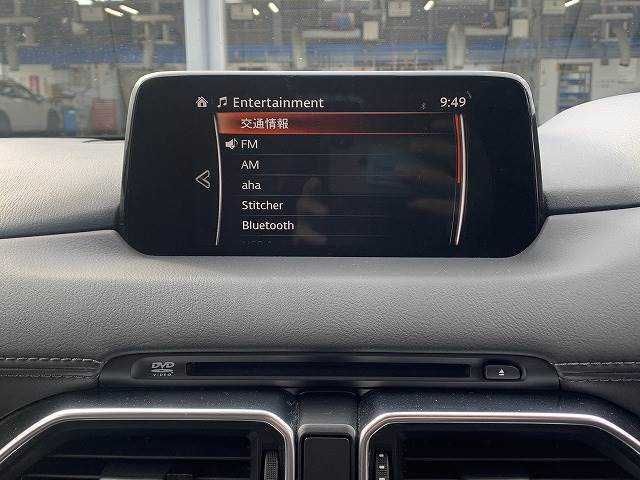 Entertainment 9:49
交通情報
FM
AM
aha
Stitcher
Bluetooth
DVD
VIDEO